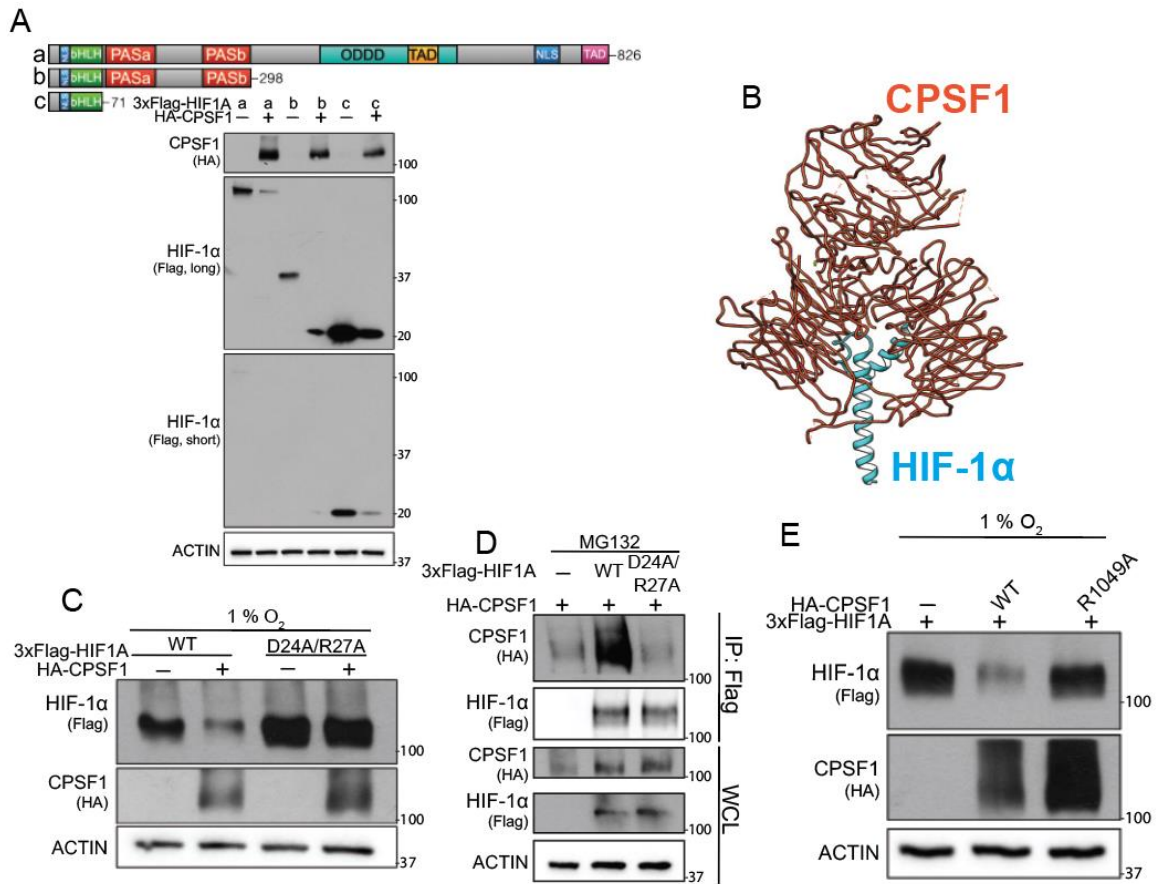 A
a NLS bHLH PASa PASb ODDD TAD NLS TAD -826
b NLS bHLH PASa PASb -298
c NLS bHLH -71
3xFlag-HIF1A a a b b c c
HA-CPSF1 – + – + – +
CPSF1
(HA)
100
HIF-1α
(Flag, long)
100
37
20
HIF-1α
(Flag, short)
100
37
20
ACTIN
37
B
CPSF1
HIF-1α
C
1 % O₂
3xFlag-HIF1A WT D24A/R27A
HA-CPSF1 – + – +
HIF-1α
(Flag)
100
CPSF1
(HA)
100
ACTIN
37
D
MG132
3xFlag-HIF1A – WT D24A/
R27A
HA-CPSF1 + + +
CPSF1
(HA)
100
HIF-1α
(Flag)
100
IP: Flag
CPSF1
(HA)
100
HIF-1α
(Flag)
100
ACTIN
37
WCL
E
1 % O₂
HA-CPSF1 – WT R1049A
3xFlag-HIF1A + + +
HIF-1α
(Flag)
100
CPSF1
(HA)
100
ACTIN
37